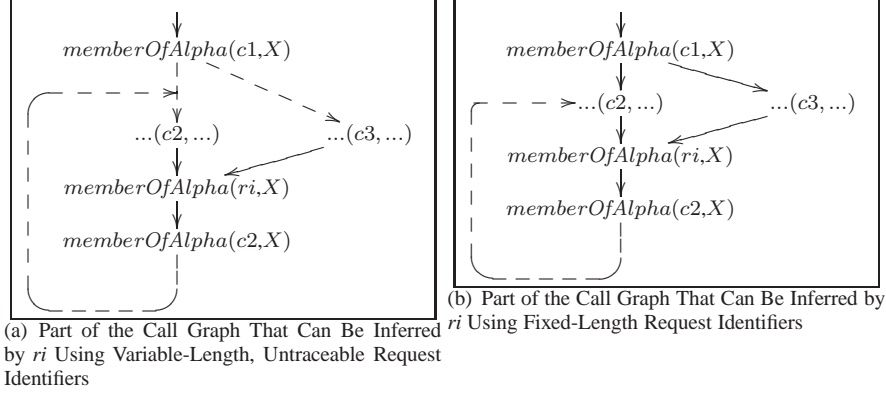 memberOfAlpha(c1,X)
...(c2, ...)
...(c3, ...)
memberOfAlpha(ri,X)
memberOfAlpha(c2,X)
(a) Part of the Call Graph That Can Be Inferred
by ri Using Variable-Length, Untraceable Request
Identifiers
memberOfAlpha(c1,X)
...(c2, ...)
...(c3, ...)
memberOfAlpha(ri,X)
memberOfAlpha(c2,X)
(b) Part of the Call Graph That Can Be Inferred by
ri Using Fixed-Length Request Identifiers